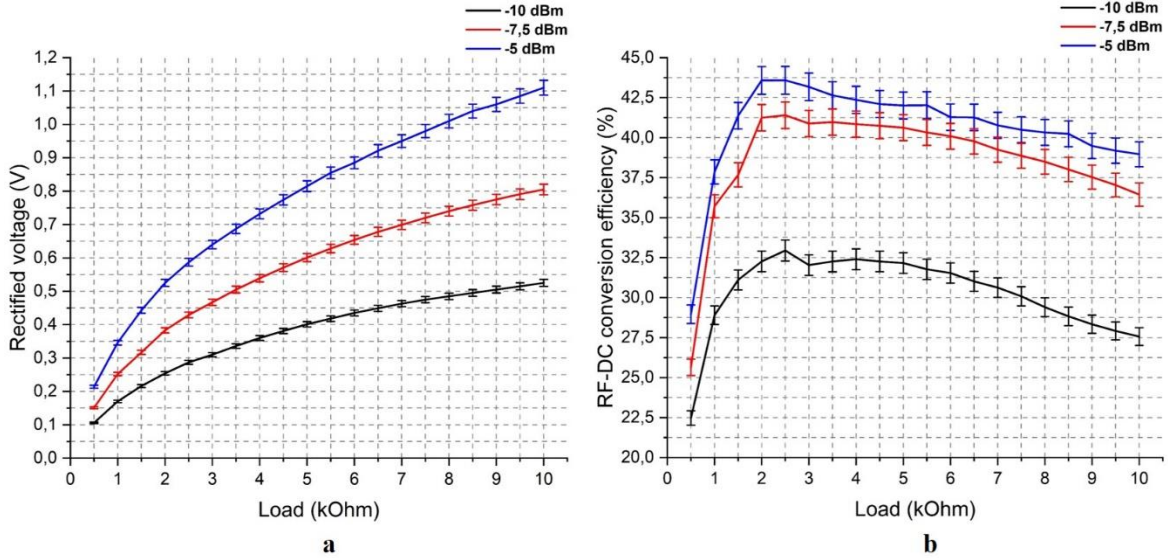 -10 dBm
-7,5 dBm
-5 dBm
Rectified voltage (V)
1,2
1,1
1,0
0,9
0,8
0,7
0,6
0,5
0,4
0,3
0,2
0,1
0,0
0 1 2 3 4 5 6 7 8 9 10
Load (kOhm)
a
-10 dBm
-7,5 dBm
-5 dBm
RF-DC conversion efficiency (%)
45,0
42,5
40,0
37,5
35,0
32,5
30,0
27,5
25,0
22,5
20,0
0 1 2 3 4 5 6 7 8 9 10
Load (kOhm)
b